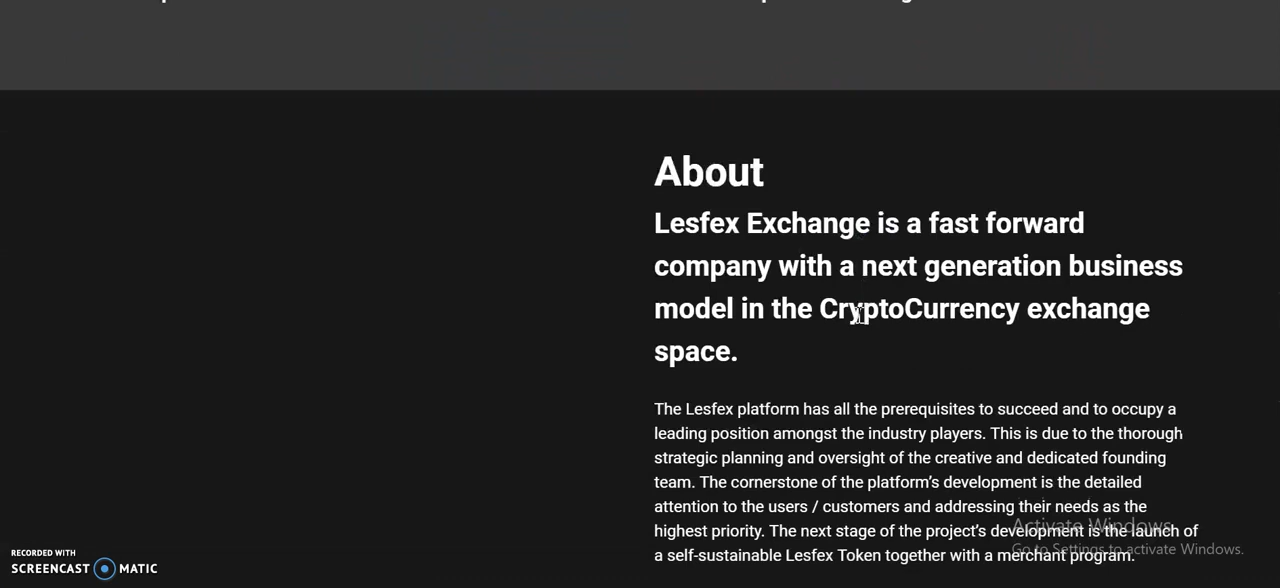 About
Lesfex Exchange is a fast forward
company with a next generation business
model in the CryptoCurrency exchange
space.
The Lesfex platform has all the prerequisites to succeed and to occupy a
leading position amongst the industry players. This is due to the thorough
strategic planning and oversight of the creative and dedicated founding
team. The cornerstone of the platform’s development is the detailed
attention to the users / customers and addressing their needs as the
highest priority. The next stage of the project’s development is the launch of
a self-sustainable Lesfex Token together with a merchant program.
Activate Windows
Go to Settings to activate Windows.
RECORDED WITH
SCREENCAST MATIC